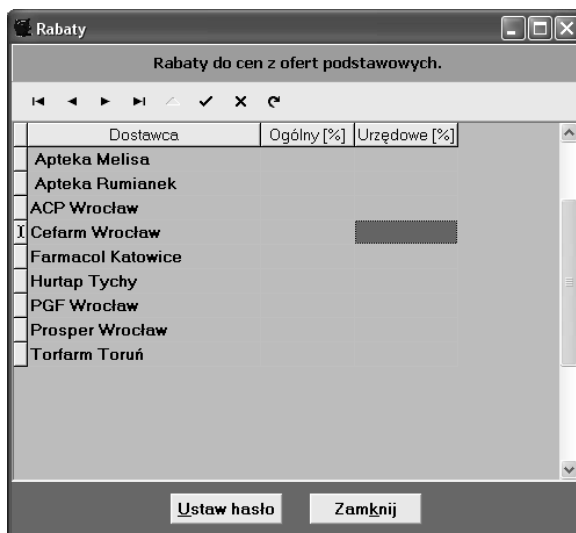 Rabaty
Rabaty do cen z ofert podstawowych.
Dostawca Ogólny [%] Urzędowe [%]
Apteka Melisa
Apteka Rumianek
ACP Wrocław
Cefarm Wrocław
Farmacol Katowice
Hurtap Tychy
PGF Wrocław
Prosper Wrocław
Torfarm Toruń
Ustaw hasło Zamknij